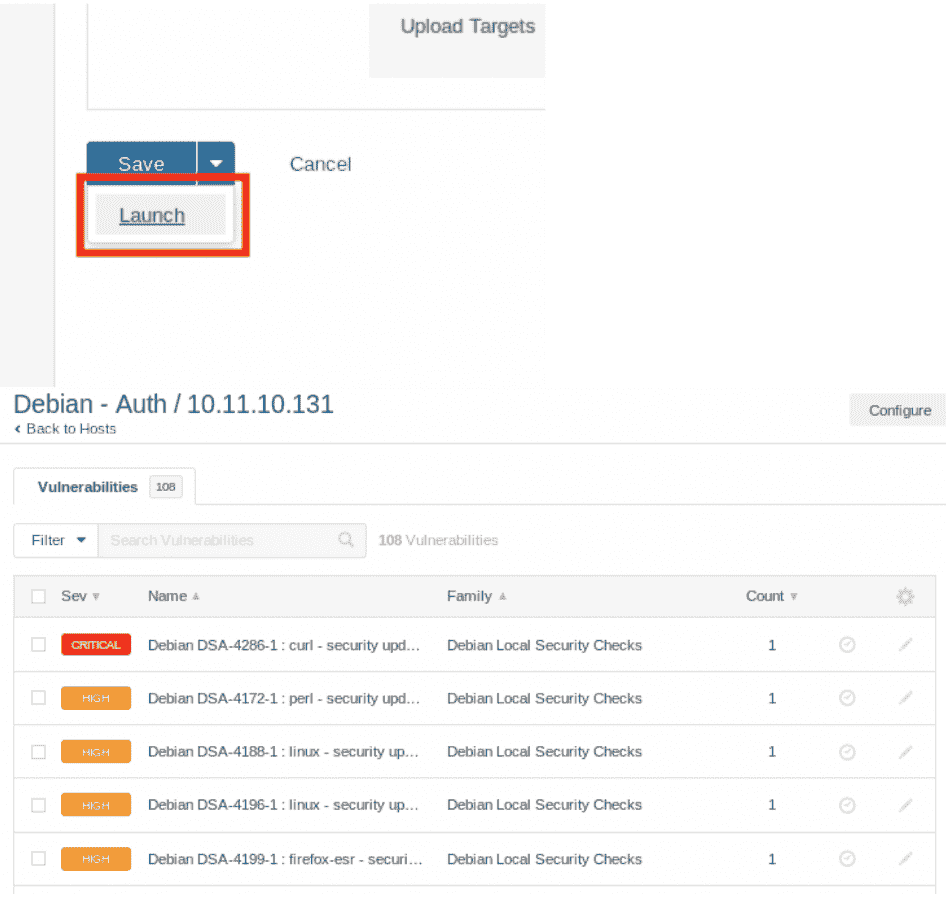 Upload Targets
Save
Cancel
Launch
Debian - Auth / 10.11.10.131
Configure
Back to Hosts
Vulnerabilities 108
Filter Search Vulnerabilities 108 Vulnerabilities
Sev Name Family Count
CRITICAL Debian DSA-4286-1 : curl - security upd... Debian Local Security Checks 1
HIGH Debian DSA-4172-1 : perl - security upd... Debian Local Security Checks 1
HIGH Debian DSA-4188-1 : linux - security up... Debian Local Security Checks 1
HIGH Debian DSA-4196-1 : linux - security up... Debian Local Security Checks 1
HIGH Debian DSA-4199-1 : firefox-esr - securi... Debian Local Security Checks 1